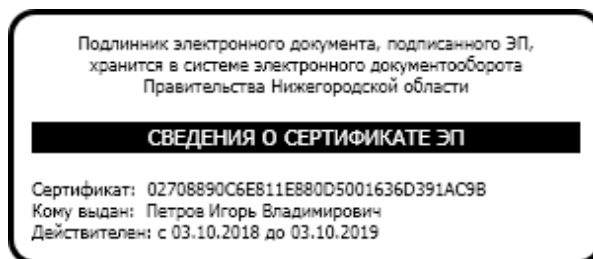 Подлинник электронного документа, подписанного ЭП,
хранится в системе электронного документооборота
Правительства Нижегородской области
СВЕДЕНИЯ О СЕРТИФИКАТЕ ЭП
Сертификат: 02708890C6E811E880D5001636D391AC9B
Кому выдан: Петров Игорь Владимирович
Действителен: с 03.10.2018 до 03.10.2019